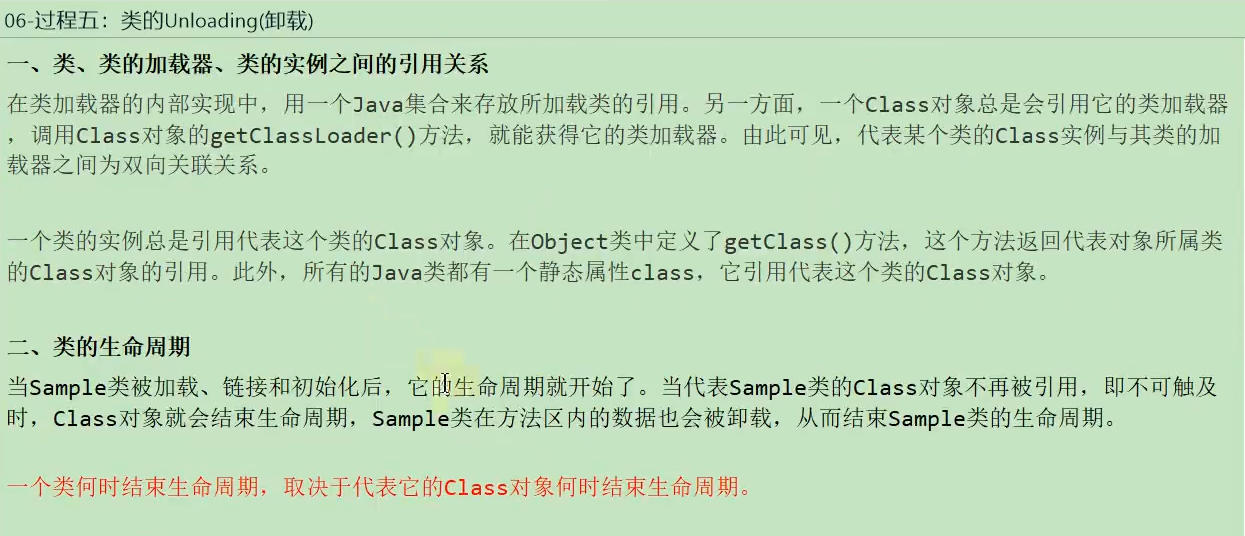 06-过程五：类的Unloading(卸载)
一、类、类的加载器、类的实例之间的引用关系
在类加载器的内部实现中，用一个Java集合来存放所加载类的引用。另一方面，一个Class对象总是会引用它的类加载器
，调用Class对象的getClassLoader()方法，就能获得它的类加载器。由此可见，代表某个类的Class实例与其类的加
载器之间为双向关联关系。
一个类的实例总是引用代表这个类的Class对象。在Object类中定义了getClass()方法，这个方法返回代表对象所属类
的Class对象的引用。此外，所有的Java类都有一个静态属性class，它引用代表这个类的Class对象。
二、类的生命周期
当Sample类被加载、链接和初始化后，它的生命周期就开始了。当代表Sample类的Class对象不再被引用，即不可触及
时，Class对象就会结束生命周期，Sample类在方法区内的数据也会被卸载，从而结束Sample类的生命周期。
一个类何时结束生命周期，取决于代表它的Class对象何时结束生命周期。